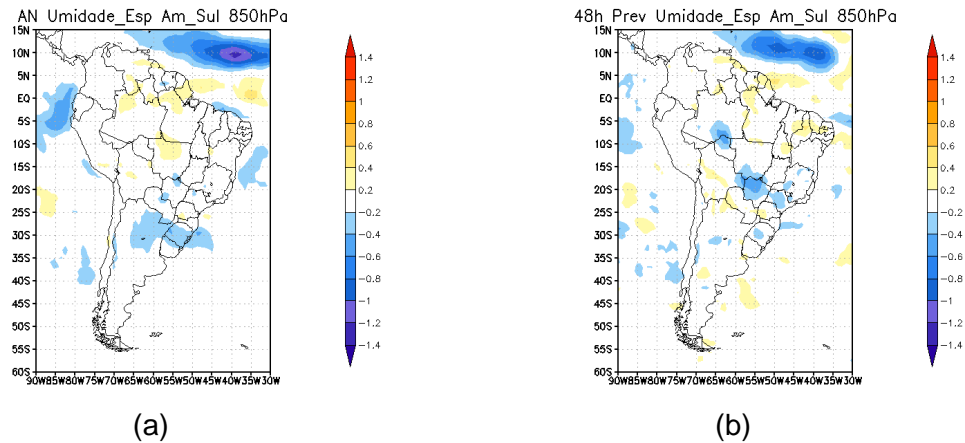 AN Umidade_Esp Am_Sul 850hPa
15N
10N
5N
EQ
5S
10S
15S
20S
25S
30S
35S
40S
45S
50S
55S
60S
90W85W80W75W70W65W60W55W50W45W40W35W30W
1.4
1.2
1
0.8
0.6
0.4
0.2
−0.2
−0.4
−0.6
−0.8
−1
−1.2
−1.4
(a)
48h Prev Umidade_Esp Am_Sul 850hPa
15N
10N
5N
EQ
5S
10S
15S
20S
25S
30S
35S
40S
45S
50S
55S
60S
90W85W80W75W70W65W60W55W50W45W40W35W30W
1.4
1.2
1
0.8
0.6
0.4
0.2
−0.2
−0.4
−0.6
−0.8
−1
−1.2
−1.4
(b)